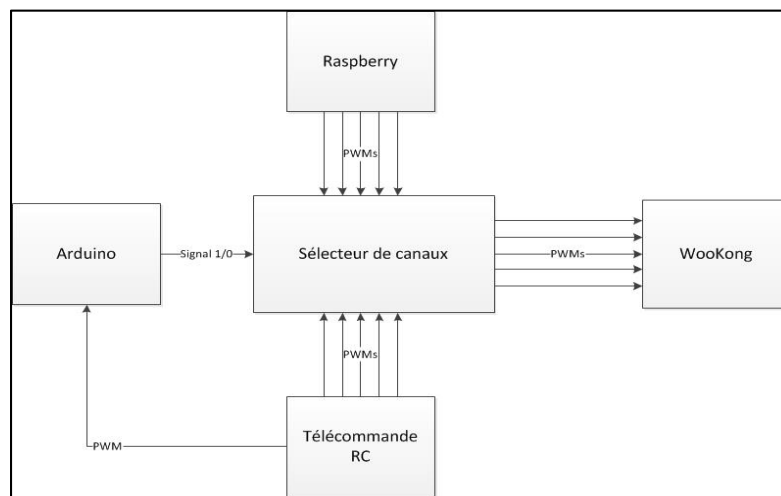 Raspberry
PWMs
Arduino
Signal 1/0
Sélecteur de canaux
PWMs
WooKong
PWMs
PWM
Télécommande
RC